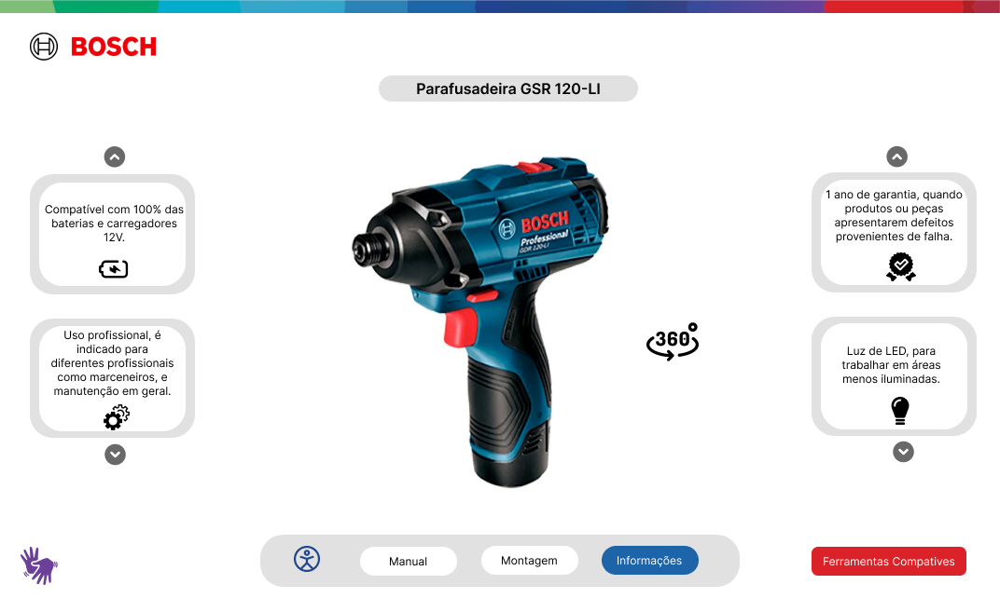 BOSCH
Parafusadeira GSR 120-LI
Compatível com 100% das
baterias e carregadores
12V.
Uso profissional, é
indicado para
diferentes profissionais
como marceneiros, e
manutenção em geral.
BOSCH
Professional
GDR 120-LI
360°
1 ano de garantia, quando
produtos ou peças
apresentarem defeitos
provenientes de falha.
Luz de LED, para
trabalhar em áreas
menos iluminadas.
Manual
Montagem
Informações
Ferramentas Compatives